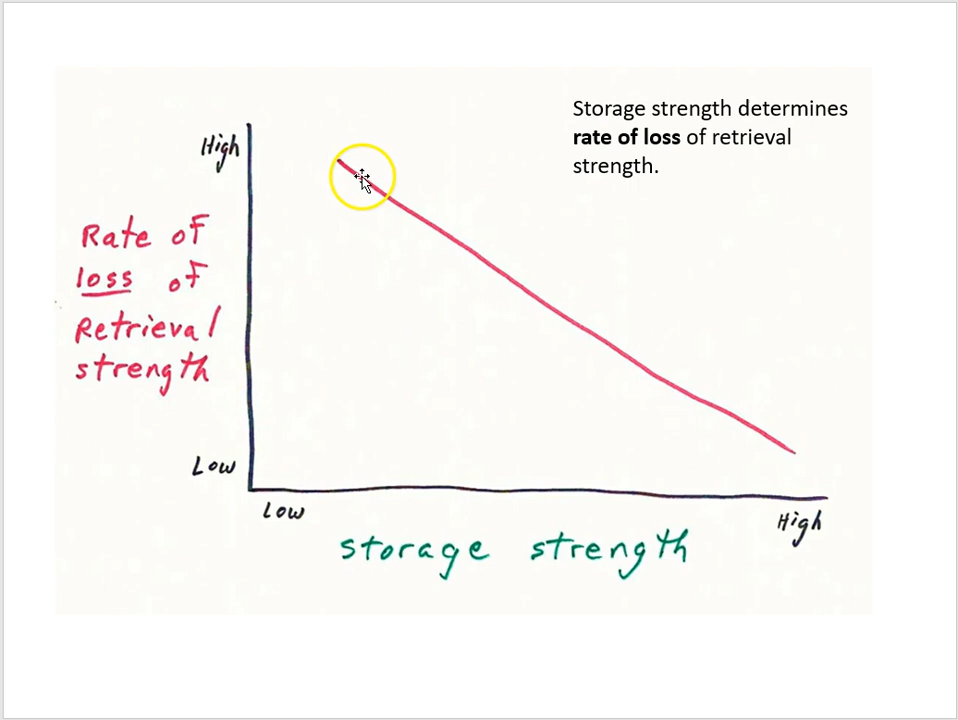 Storage strength determines
rate of loss of retrieval
strength.
High
Rate of
loss of
Retrieval
strength
Low
Low
High
storage strength